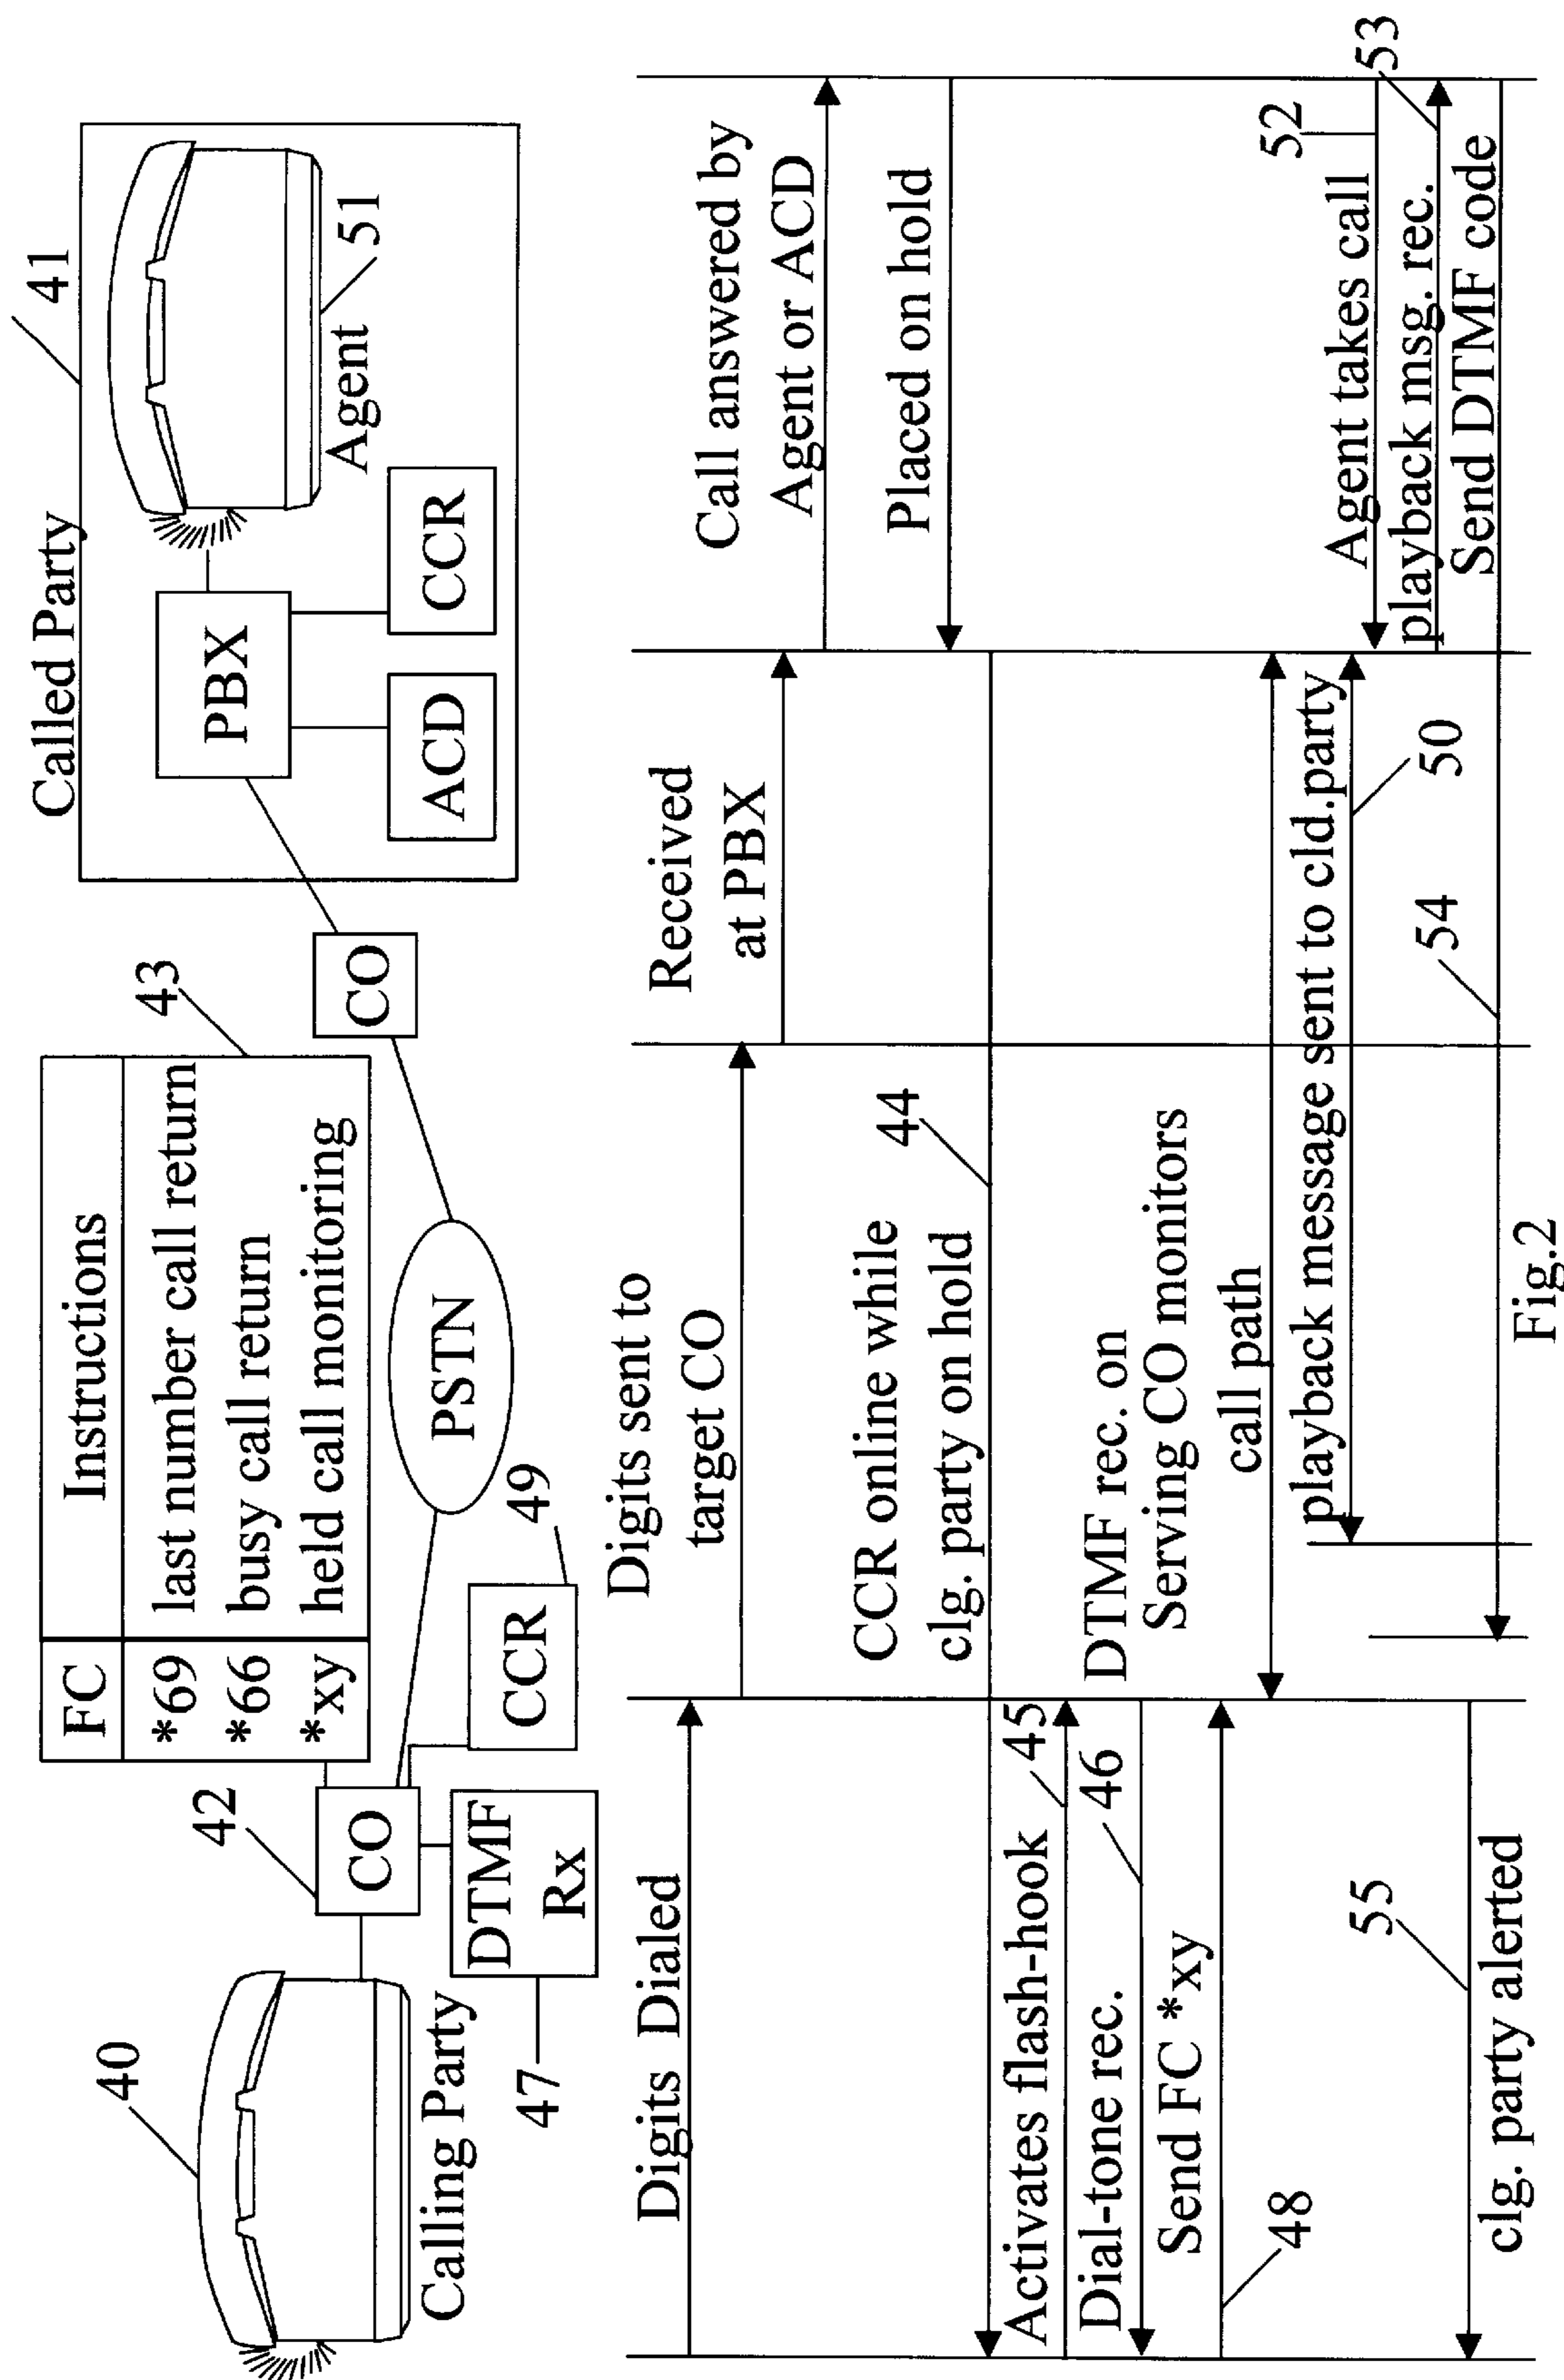 40
Calling Party
47
DTMF
Rx
42
CO
FC
Instructions
*69
last number call return
*66
busy call return
*xy
held call monitoring
43
CCR
49
PSTN
CO
Called Party
41
PBX
ACD
CCR
Agent
51
Digits Dialed
Digits sent to
target CO
Received
at PBX
Call answered by
Agent or ACD
Placed on hold
CCR online while
clg. party on hold
44
Activates flash-hook
45
Dial-tone rec.
46
Send FC *xy
48
DTMF rec. on
Serving CO monitors
call path
playback message sent to cld.party
50
Agent takes call
52
playback msg. rec.
53
Send DTMF code
54
55
clg. party alerted
Fig.2